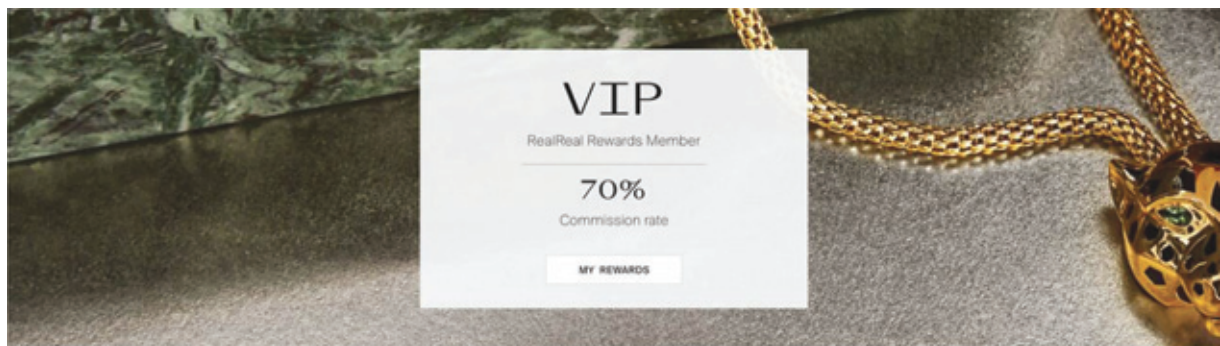 VIP
RealReal Rewards Member
70%
Commission rate
MY REWARDS